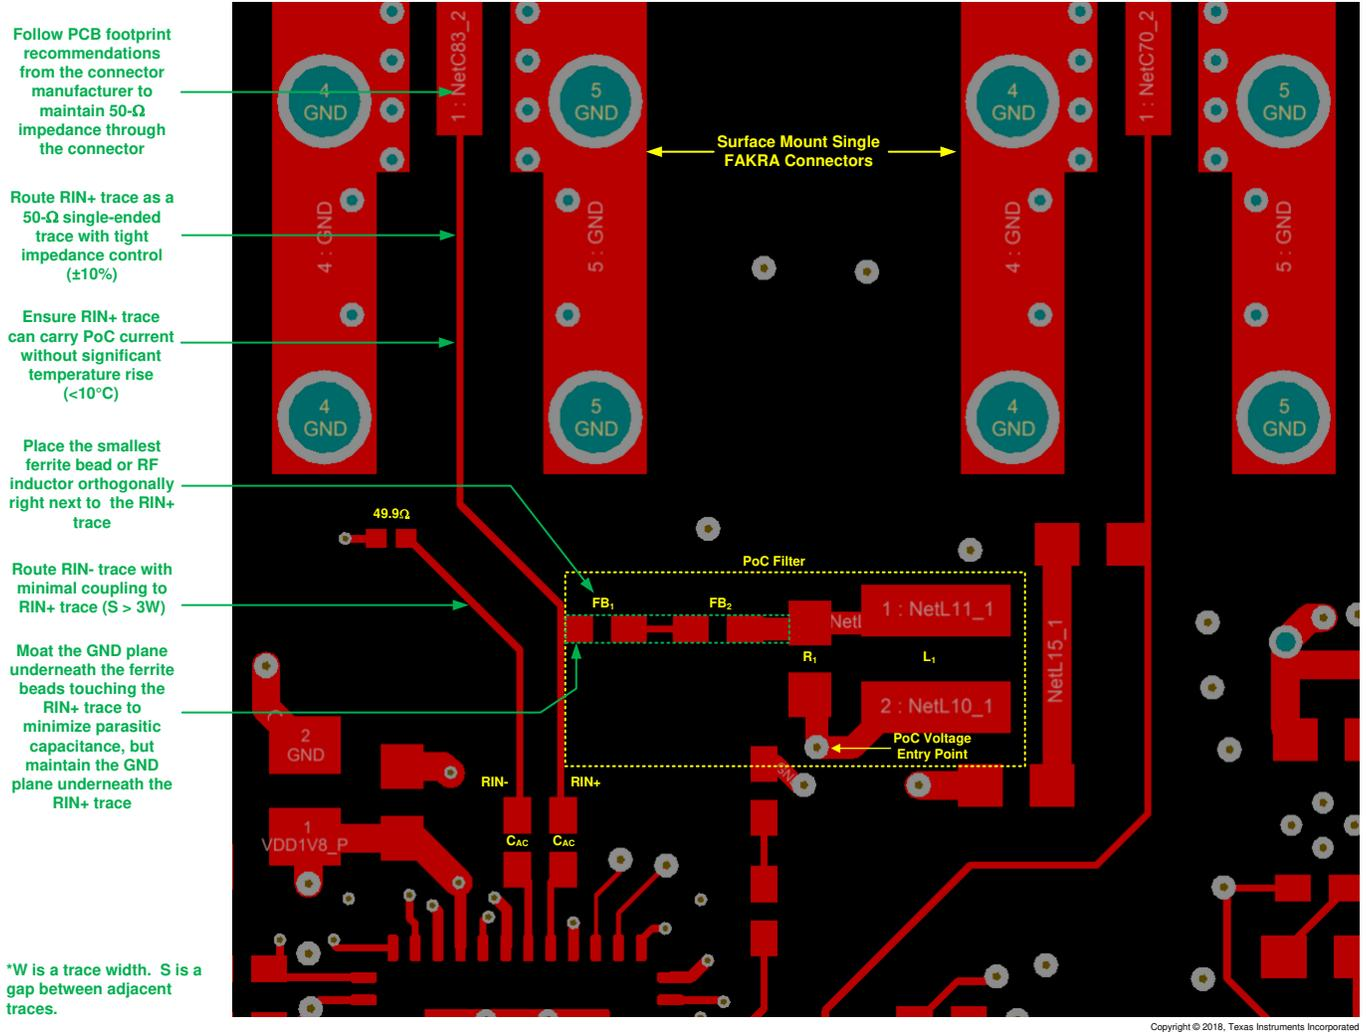 Follow PCB footprint
recommendations
from the connector
manufacturer to
maintain 50-Ω
impedance through
the connector
Route RIN+ trace as a
50-Ω single-ended
trace with tight
impedance control
(±10%)
Ensure RIN+ trace
can carry PoC current
without significant
temperature rise
(<10°C)
Place the smallest
ferrite bead or RF
inductor orthogonally
right next to the RIN+
trace
Route RIN- trace with
minimal coupling to
RIN+ trace (S > 3W)
Moat the GND plane
underneath the ferrite
beads touching the
RIN+ trace to
minimize parasitic
capacitance, but
maintain the GND
plane underneath the
RIN+ trace
*W is a trace width. S is a
gap between adjacent
traces.
4
GND
1 : NetC83_2
5
GND
4
GND
1 : NetC70_2
5
GND
Surface Mount Single
FAKRA Connectors
4 : GND
5 : GND
4 : GND
5 : GND
4
GND
5
GND
4
GND
5
GND
49.9Ω
PoC Filter
FB1
FB2
NetL
1 : NetL11_1
R1
L1
NetL15_1
2 : NetL10_1
PoC Voltage
Entry Point
2
GND
RIN-
RIN+
1
VDD1V8_P
CAC
CAC
Copyright © 2018, Texas Instruments Incorporated